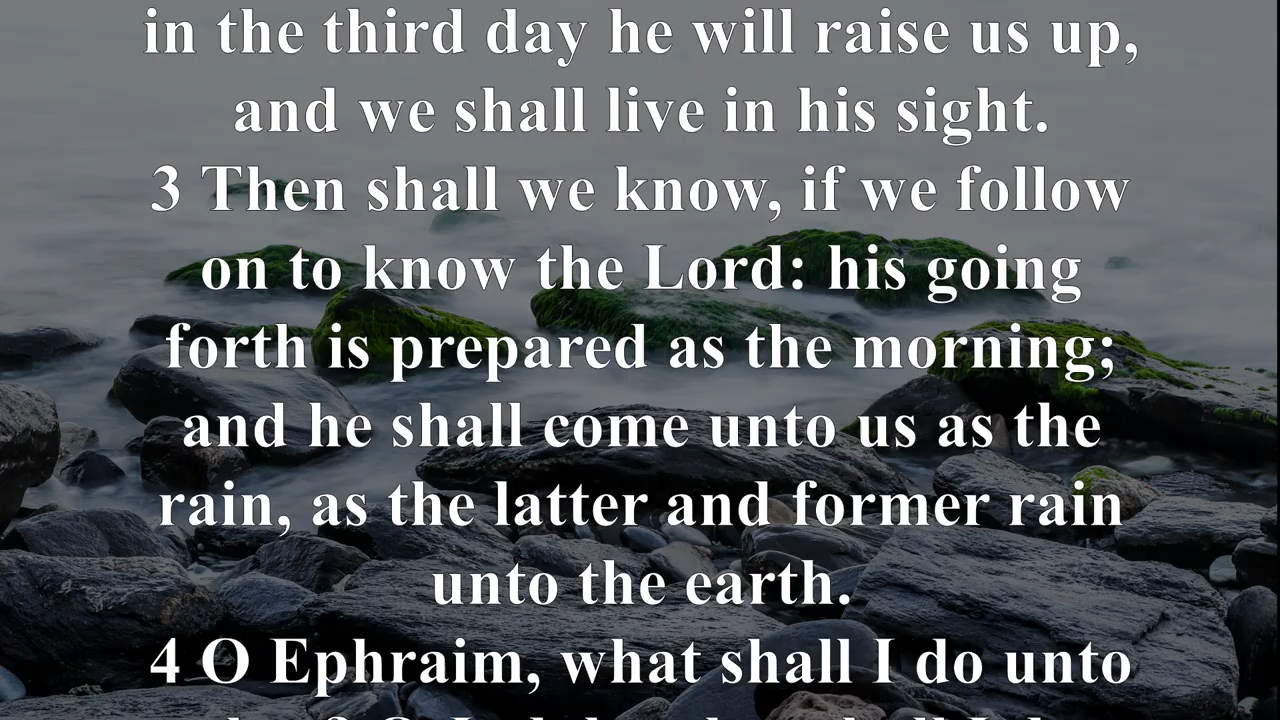 in the third day he will raise us up,
and we shall live in his sight.
3 Then shall we know, if we follow
on to know the Lord: his going
forth is prepared as the morning;
and he shall come unto us as the
rain, as the latter and former rain
unto the earth.
4 O Ephraim, what shall I do unto